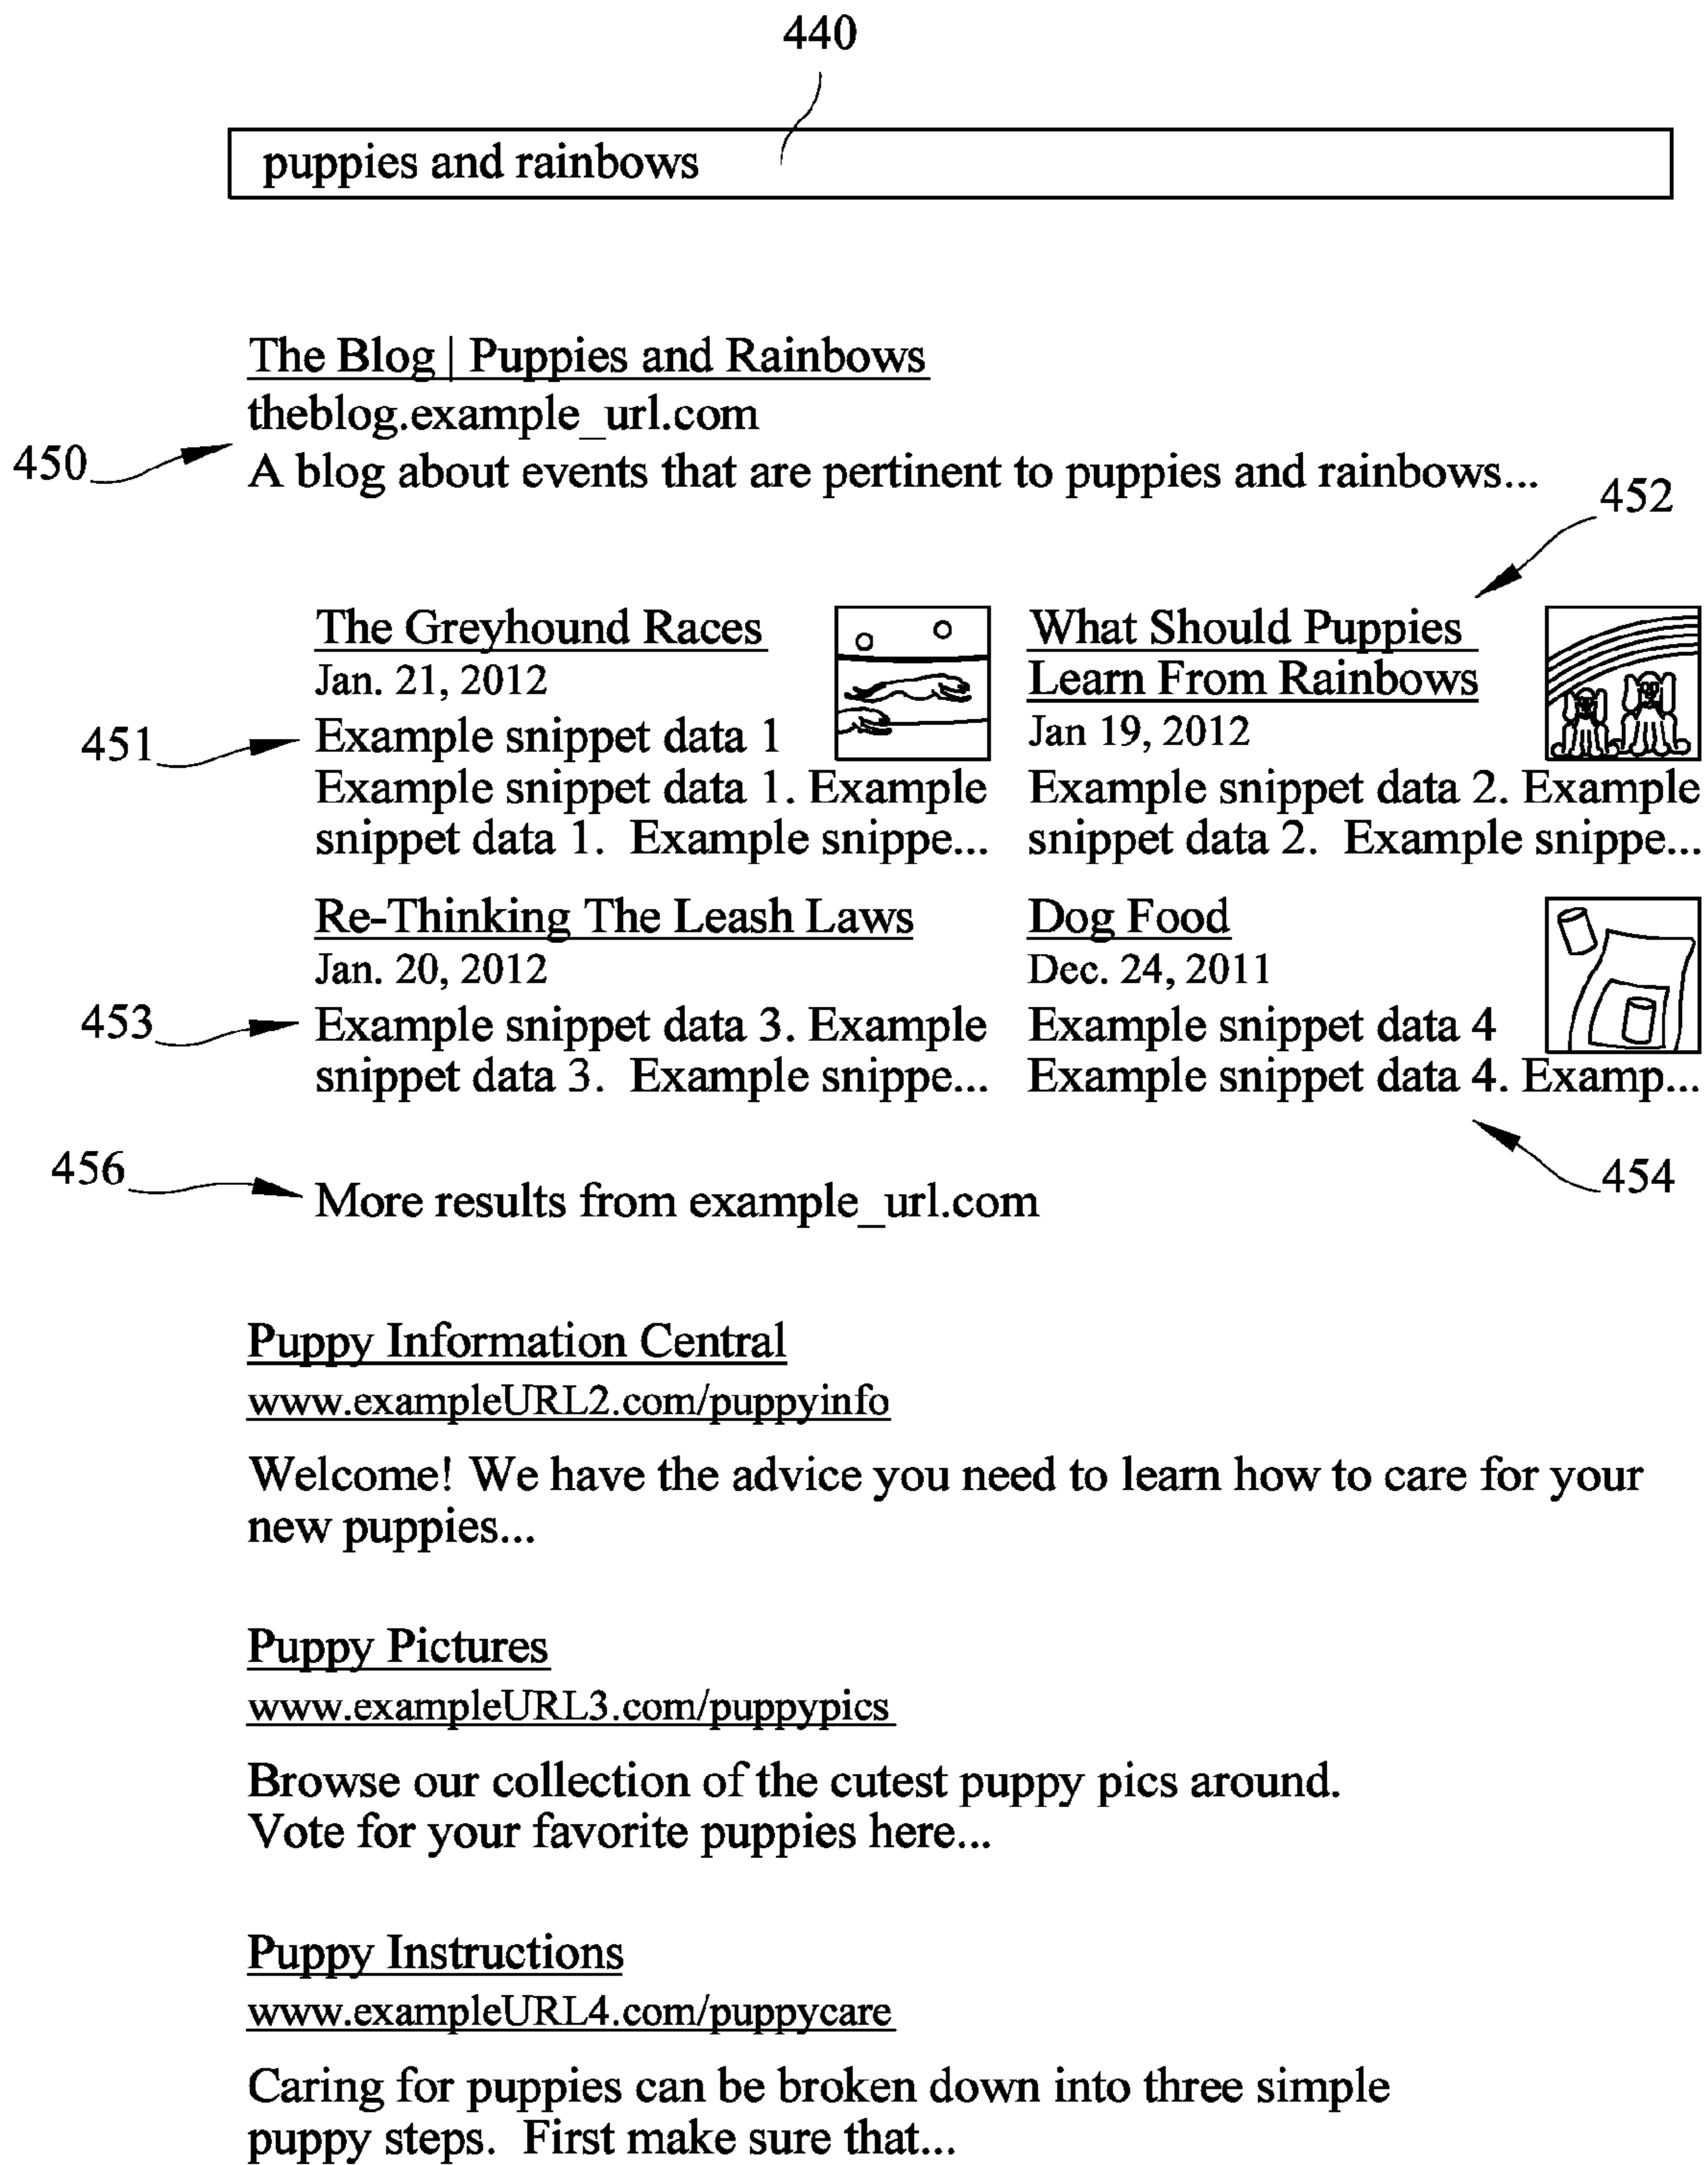 440
puppies and rainbows
The Blog | Puppies and Rainbows
theblog.example_url.com
450
A blog about events that are pertinent to puppies and rainbows...
452
The Greyhound Races
Jan. 21, 2012
451
Example snippet data 1
Example snippet data 1. Example
snippet data 1.  Example snippe...
What Should Puppies
Learn From Rainbows
Jan 19, 2012
Example snippet data 2. Example
snippet data 2.  Example snippe...
Re-Thinking The Leash Laws
Jan. 20, 2012
453
Example snippet data 3. Example
snippet data 3.  Example snippe...
Dog Food
Dec. 24, 2011
Example snippet data 4
Example snippet data 4. Examp...
454
456
More results from example_url.com
Puppy Information Central
www.exampleURL2.com/puppyinfo
Welcome! We have the advice you need to learn how to care for your
new puppies...
Puppy Pictures
www.exampleURL3.com/puppypics
Browse our collection of the cutest puppy pics around.
Vote for your favorite puppies here...
Puppy Instructions
www.exampleURL4.com/puppycare
Caring for puppies can be broken down into three simple
puppy steps.  First make sure that...